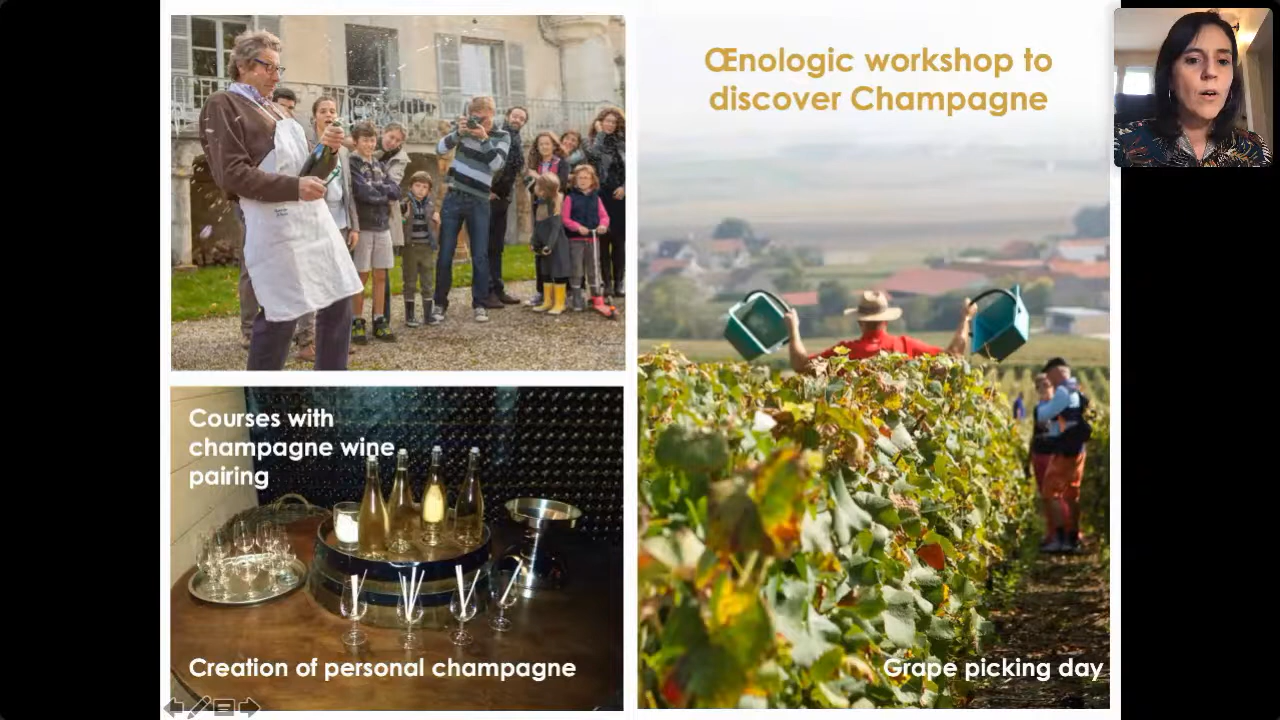 Œnologic workshop to
discover Champagne
Courses with
champagne wine
pairing
Creation of personal champagne
Grape picking day